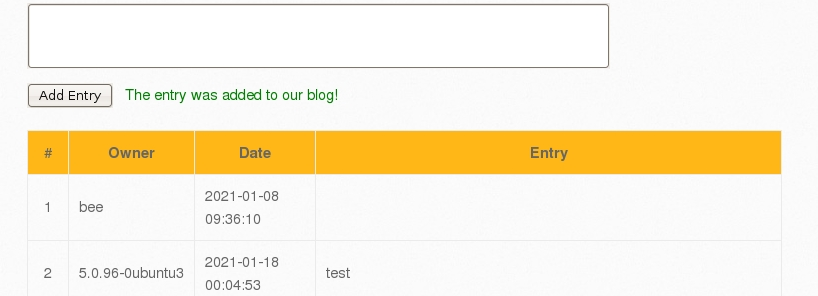 Add Entry The entry was added to our blog!
# Owner Date Entry
1 bee 2021-01-08
09:36:10
2 5.0.96-0ubuntu3 2021-01-18 test
00:04:53